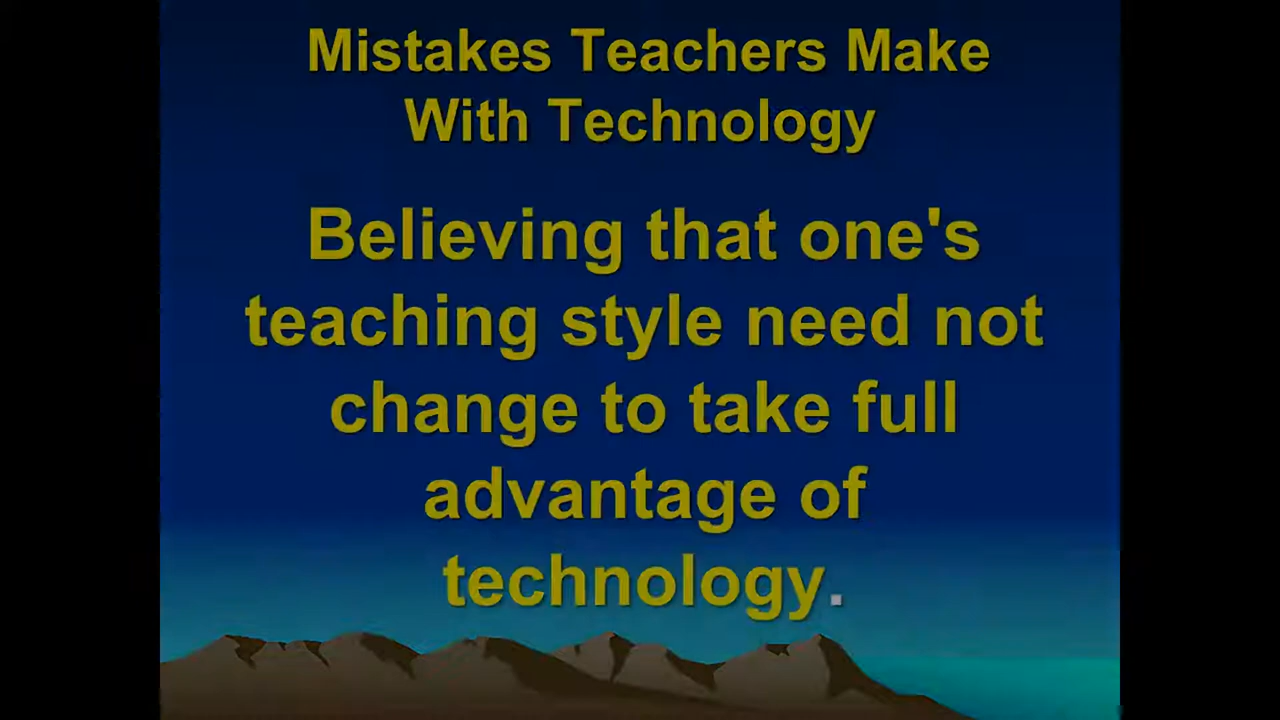 Mistakes Teachers Make
With Technology
Believing that one's
teaching style need not
change to take full
advantage of
technology.